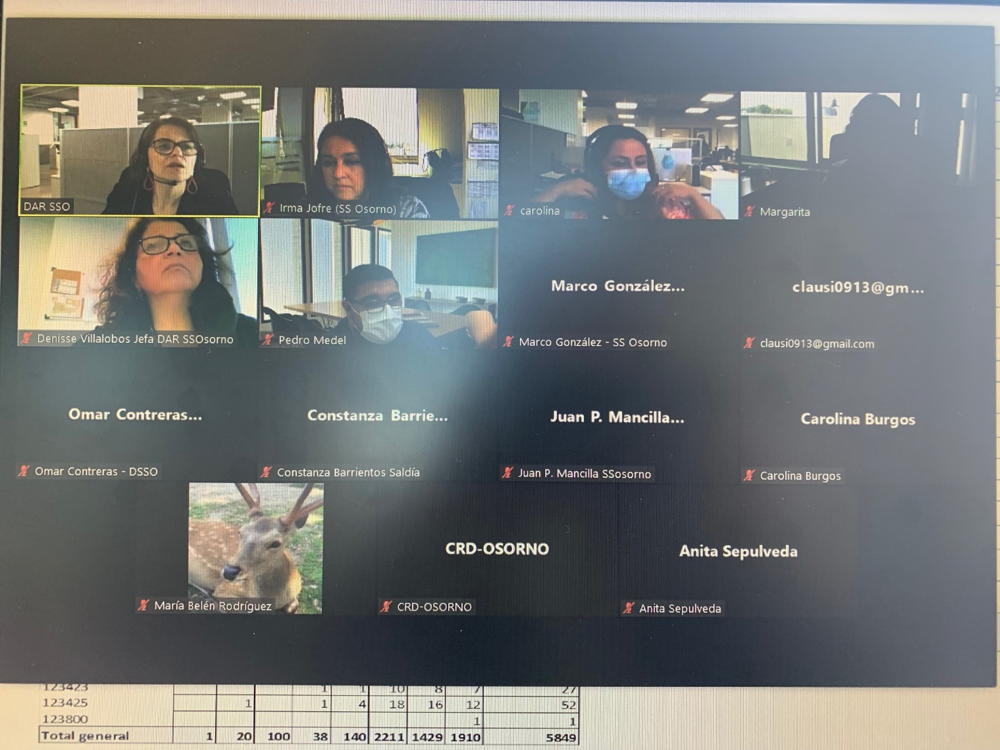 DAR SSO
Irma Jofre (SS Osorno)
carolina
Margarita
Denisse Villalobos Jefa DAR SSOsorno
Pedro Medel
Marco González...
Marco González - SS Osorno
clausi0913@gm...
clausi0913@gmail.com
Omar Contreras...
Omar Contreras - DSSO
Constanza Barrie...
Constanza Barrientos Saldía
Juan P. Mancilla...
Juan P. Mancilla SSosorno
Carolina Burgos
Carolina Burgos
María Belén Rodríguez
CRD-OSORNO
CRD-OSORNO
Anita Sepulveda
Anita Sepulveda
123423 1 1 10 8 7 27
123425 1 1 4 18 16 12 52
123800 1 1
Total general 1 20 100 38 140 2211 1429 1910 5849